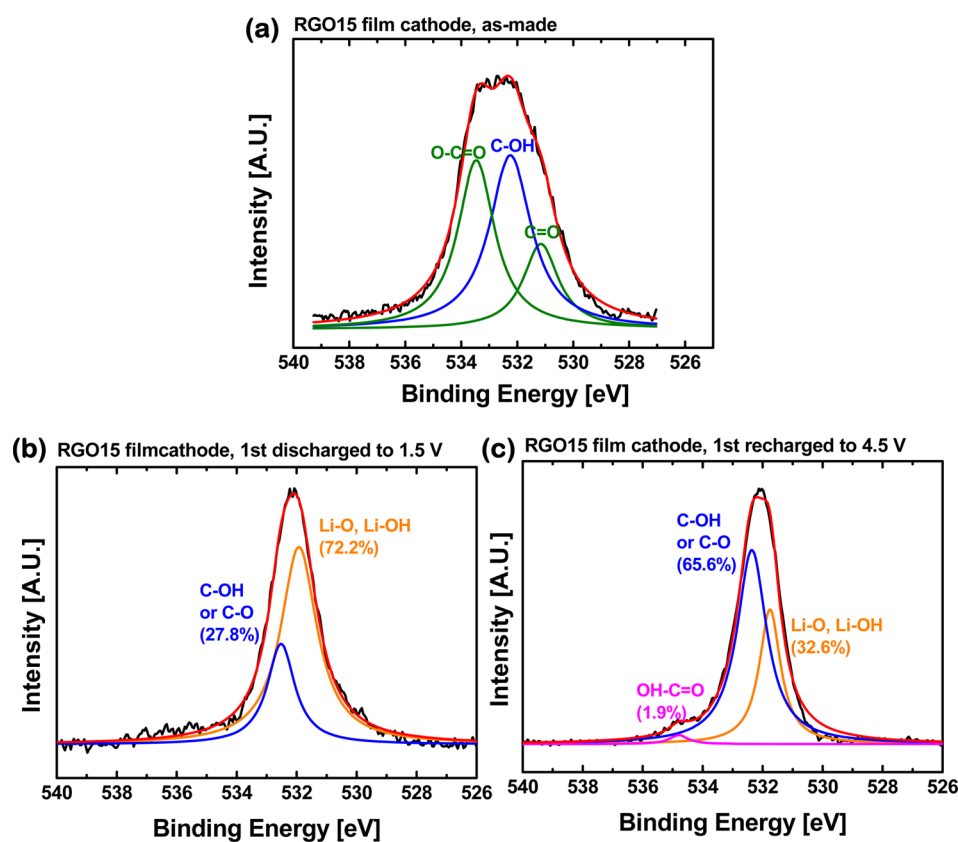 (a) RGO15 film cathode, as-made
Intensity [A.U.]
O-C=O
C-OH
C=O
540 538 536 534 532 530 528 526
Binding Energy [eV]
(b) RGO15 filmcathode, 1st discharged to 1.5 V
Intensity [A.U.]
Li-O, Li-OH
(72.2%)
C-OH
or C-O
(27.8%)
540 538 536 534 532 530 528 526
Binding Energy [eV]
(c) RGO15 film cathode, 1st recharged to 4.5 V
Intensity [A.U.]
C-OH
or C-O
(65.6%)
Li-O, Li-OH
(32.6%)
OH-C=O
(1.9%)
540 538 536 534 532 530 528 526
Binding Energy [eV]